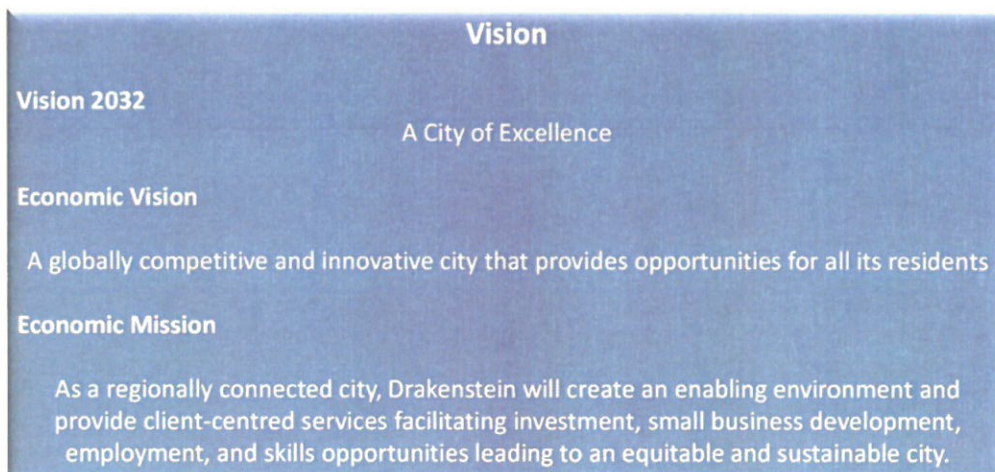 Vision
Vision 2032
A City of Excellence
Economic Vision
A globally competitive and innovative city that provides opportunities for all its residents
Economic Mission
As a regionally connected city, Drakenstein will create an enabling environment and
provide client-centred services facilitating investment, small business development,
employment, and skills opportunities leading to an equitable and sustainable city.